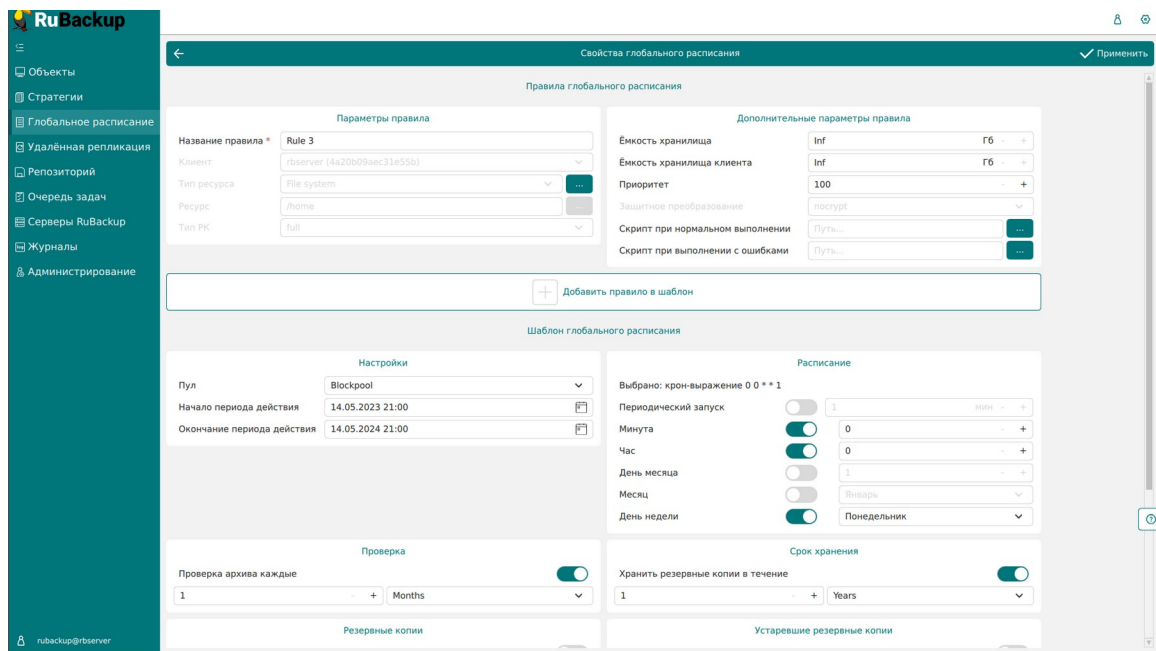 RuBackup
Объекты
Стратегии
Глобальное расписание
Удалённая репликация
Репозиторий
Очередь задач
Серверы RuBackup
Журналы
Администрирование
rubackup@rbserver
Свойства глобального расписания
Применить
Правила глобального расписания
Параметры правила
Название правила * Rule 3
Клиент rbserver (4a20b09aec31e55b)
Тип ресурса File system ...
Ресурс /home ...
Тип РК full
Дополнительные параметры правила
Ёмкость хранилища Inf Гб - +
Ёмкость хранилища клиента Inf Гб - +
Приоритет 100 - +
Защитное преобразование nocrypt
Скрипт при нормальном выполнении Путь... ...
Скрипт при выполнении с ошибками Путь... ...
+ Добавить правило в шаблон
Шаблон глобального расписания
Настройки
Пул Blockpool
Начало периода действия 14.05.2023 21:00
Окончание периода действия 14.05.2024 21:00
Расписание
Выбрано: крон-выражение 0 0 * * 1
Периодический запуск 1 мин - +
Минута 0 - +
Час 0 - +
День месяца 1 - +
Месяц Январь
День недели Понедельник
Проверка
Проверка архива каждые
1 - + Months
Срок хранения
Хранить резервные копии в течение
1 - + Years
Резервные копии
Устаревшие резервные копии